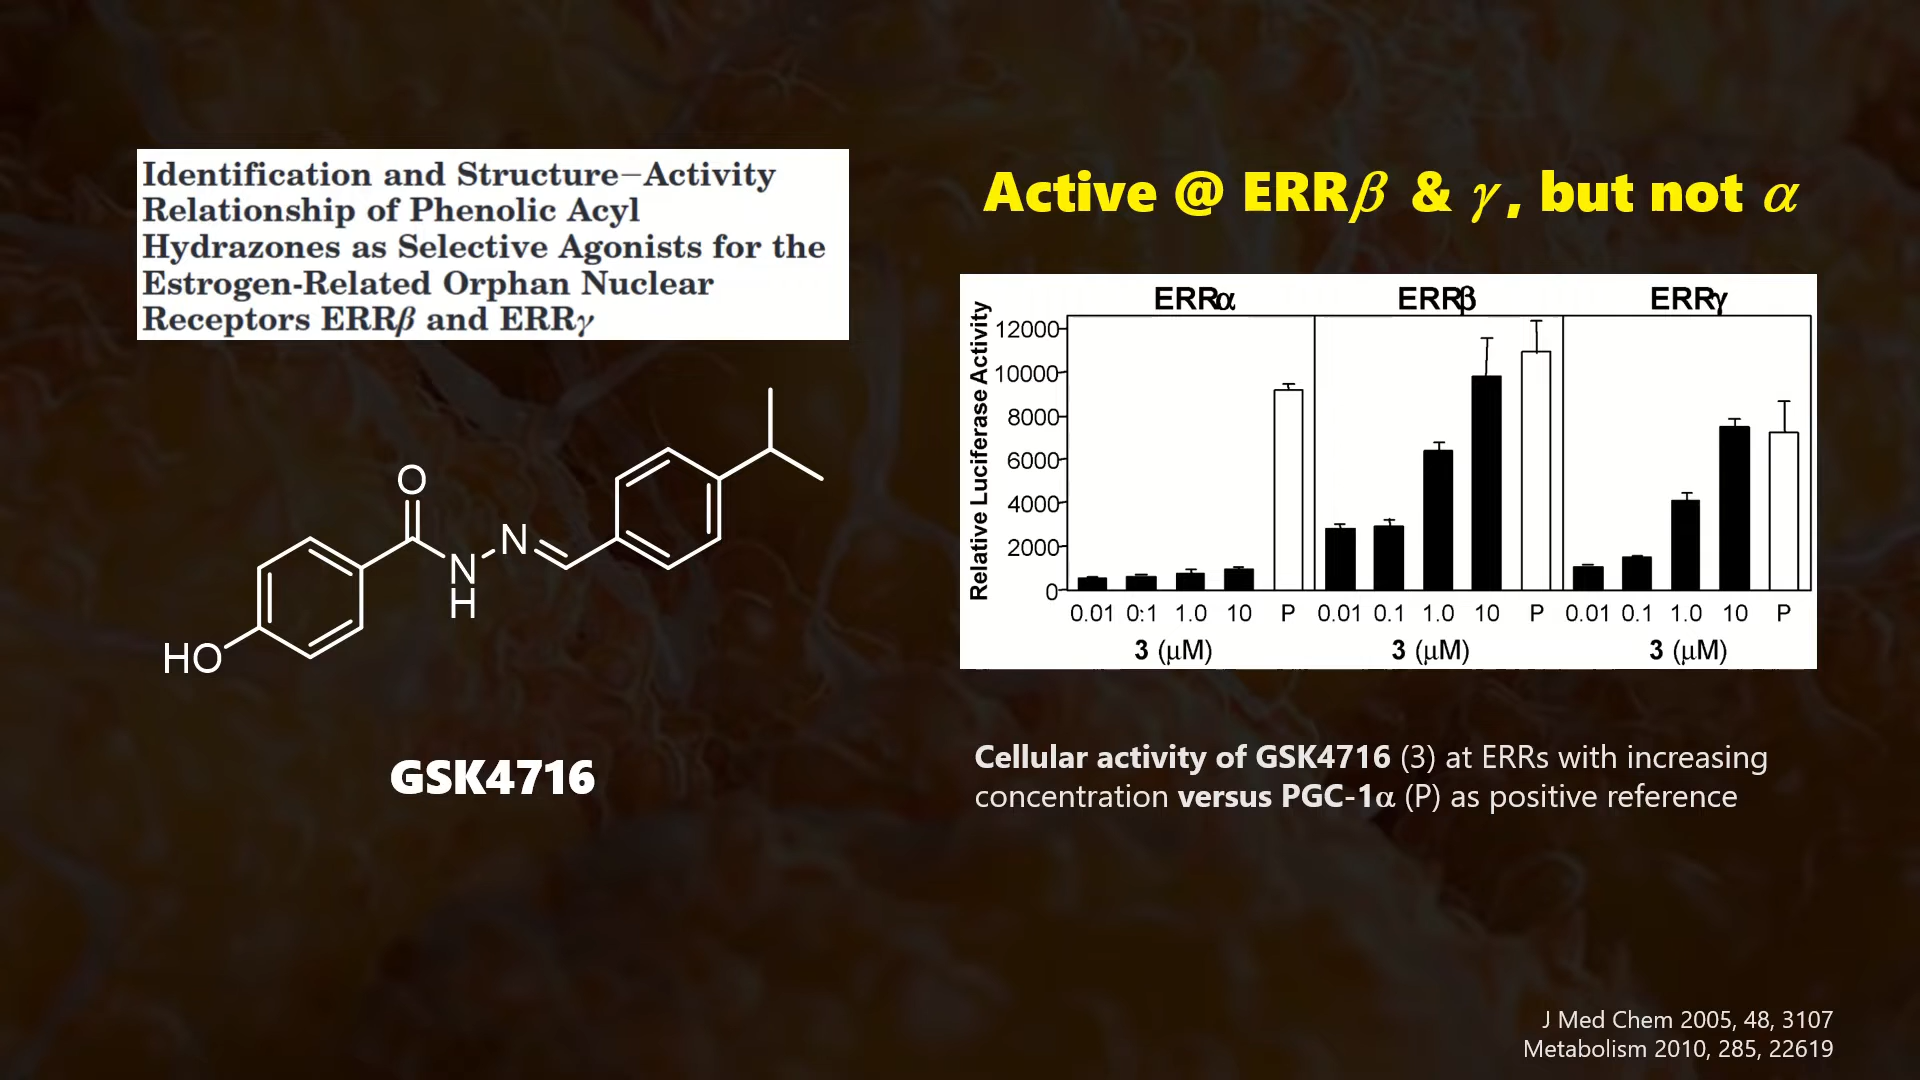 Identification and Structure−Activity
Relationship of Phenolic Acyl
Hydrazones as Selective Agonists for the
Estrogen-Related Orphan Nuclear
Receptors ERRβ and ERRγ
O
N
N
H
HO
GSK4716
Active @ ERRβ & γ, but not α
ERRα ERRβ ERRγ
Relative Luciferase Activity
12000
10000
8000
6000
4000
2000
0
0.01 0:1 1.0 10 P 0.01 0.1 1.0 10 P 0.01 0.1 1.0 10 P
3 (μM) 3 (μM) 3 (μM)
Cellular activity of GSK4716 (3) at ERRs with increasing
concentration versus PGC-1α (P) as positive reference
J Med Chem 2005, 48, 3107
Metabolism 2010, 285, 22619